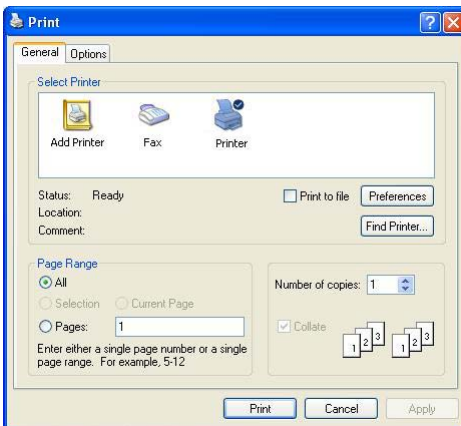 Print
General Options
Select Printer
Add Printer Fax Printer
Status: Ready
Location:
Comment:
Print to file Preferences
Find Printer...
Page Range
All
Selection Current Page
Pages: 1
Enter either a single page number or a single
page range. For example, 5-12
Number of copies: 1
Collate
1 2 3 1 2 3
Print Cancel Apply